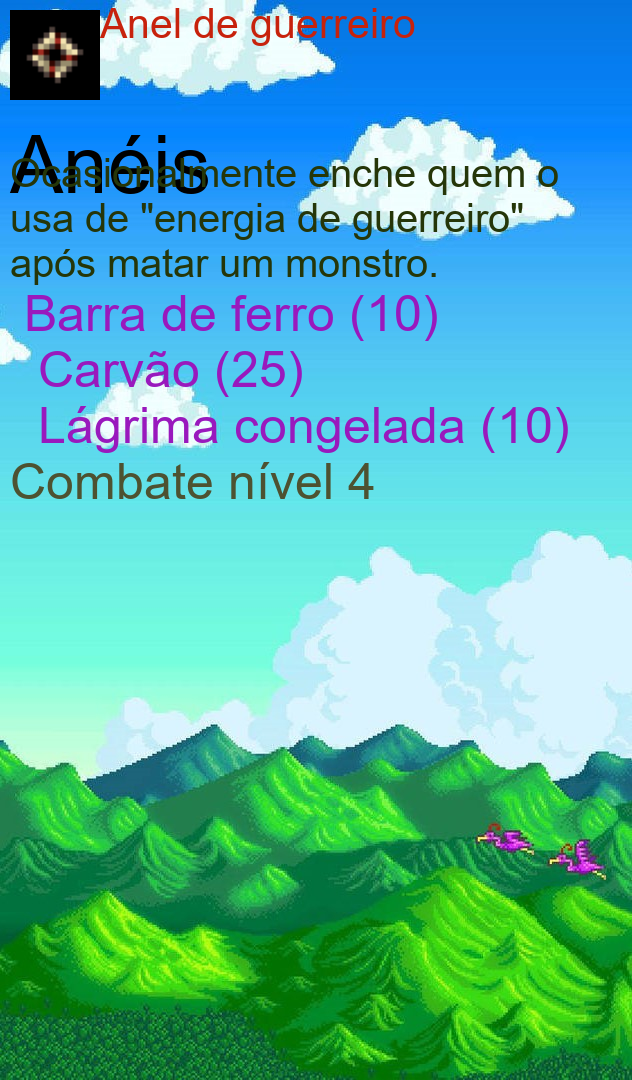 Anel de guerreiro
Anéis
Ocasionalmente enche quem o
usa de "energia de guerreiro"
após matar um monstro.
Barra de ferro (10)
Carvão (25)
Lágrima congelada (10)
Combate nível 4